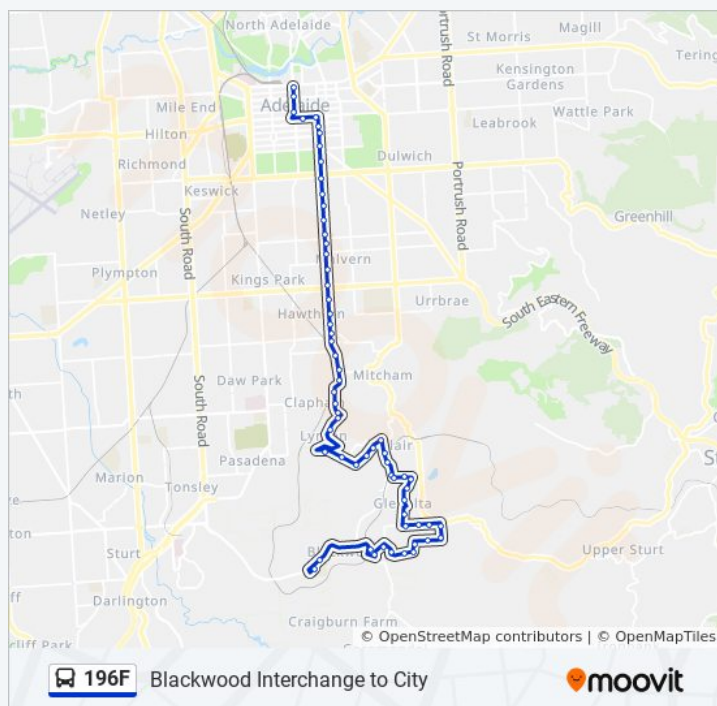 North Adelaide
St Morris
Magill
Tering
Portrush Road
Kensington
Gardens
Adelaide
Mile End
Wattle Park
Hilton
Leabrook
Richmond
Dulwich
Keswick
Netley
South Road
Portrush Road
Greenhill
Plympton
Kings Park
Urrbrae
South Eastern Freeway
Hawthorn
Daw Park
Mitcham
Clapham
South Road
Pasadena
Marion
Tonsley
Sturt
Upper Sturt
Darlington
Craigburn Farm
cliff Park
© OpenStreetMap contributors | © OpenMapTiles
196F Blackwood Interchange to City
moovit